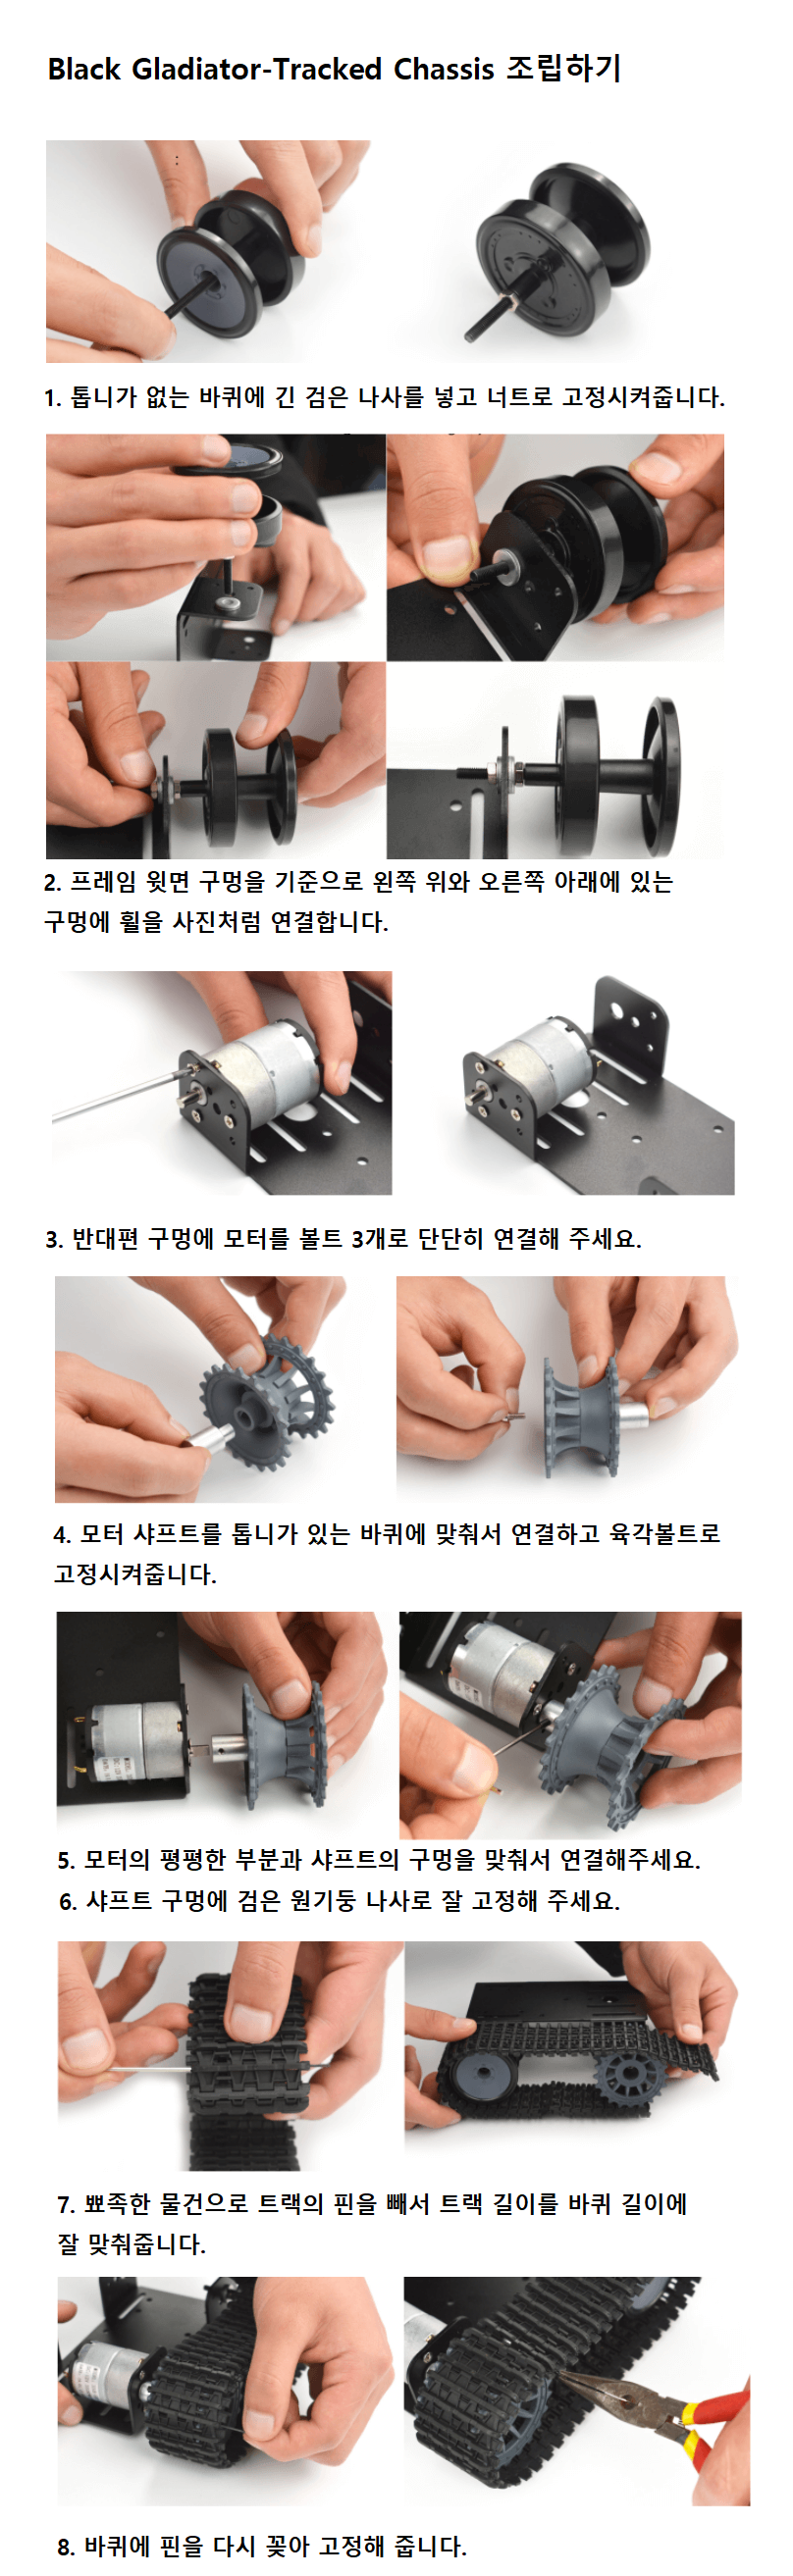 Black Gladiator-Tracked Chassis 조립하기
1. 톱니가 없는 바퀴에 긴 검은 나사를 넣고 너트로 고정시켜줍니다.
2. 프레임 윗면 구멍을 기준으로 왼쪽 위와 오른쪽 아래에 있는
구멍에 휠을 사진처럼 연결합니다.
3. 반대편 구멍에 모터를 볼트 3개로 단단히 연결해 주세요.
4. 모터 샤프트를 톱니가 있는 바퀴에 맞춰서 연결하고 육각볼트로
고정시켜줍니다.
5. 모터의 평평한 부분과 샤프트의 구멍을 맞춰서 연결해주세요.
6. 샤프트 구멍에 검은 원기둥 나사로 잘 고정해 주세요.
7. 뾰족한 물건으로 트랙의 핀을 빼서 트랙 길이를 바퀴 길이에
잘 맞춰줍니다.
8. 바퀴에 핀을 다시 꽂아 고정해 줍니다.